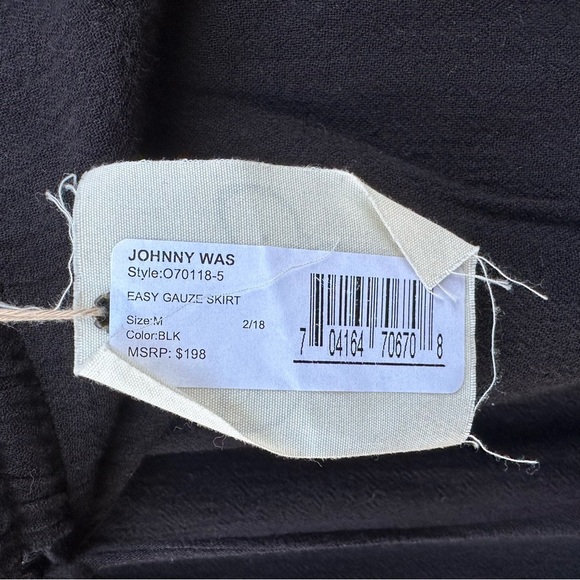 JOHNNY WAS
Style:O70118-5
EASY GAUZE SKIRT
Size:M 2/18
Color:BLK
MSRP: $198
7 04164 70670 8